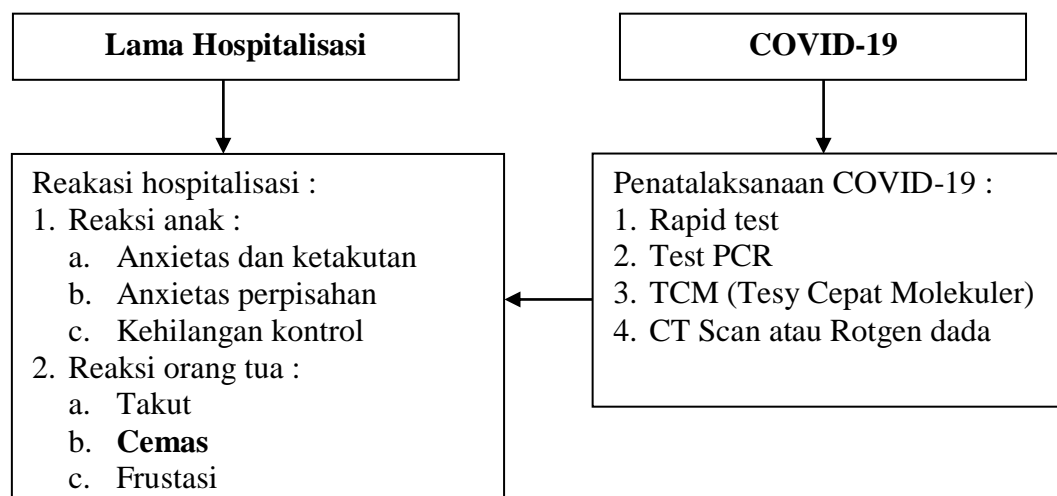 Lama Hospitalisasi
COVID-19
Reakasi hospitalisasi :
1. Reaksi anak :
a. Anxietas dan ketakutan
b. Anxietas perpisahan
c. Kehilangan kontrol
2. Reaksi orang tua :
a. Takut
b. Cemas
c. Frustasi
Penatalaksanaan COVID-19 :
1. Rapid test
2. Test PCR
3. TCM (Tesy Cepat Molekuler)
4. CT Scan atau Rotgen dada